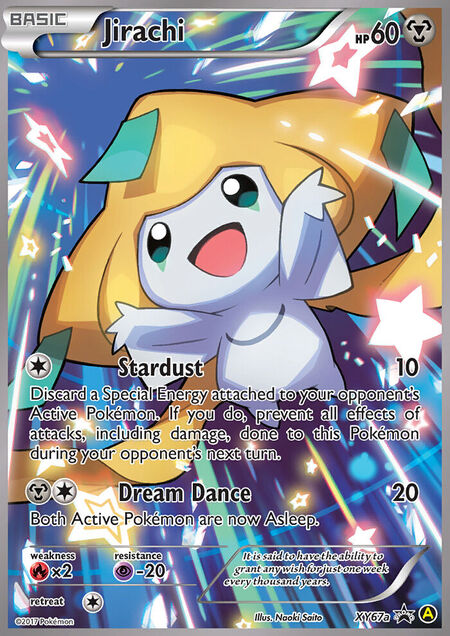 BASIC
Jirachi
HP60
Stardust 10
Discard a Special Energy attached to your opponent's
Active Pokémon. If you do, prevent all effects of
attacks, including damage, done to this Pokémon
during your opponent's next turn.
Dream Dance 20
Both Active Pokémon are now Asleep.
weakness
×2
resistance
-20
retreat
It is said to have the ability to
grant any wish for just one week
every thousand years.
©2017 Pokémon
Illus. Naoki Saito
XY67a
PROMO
A